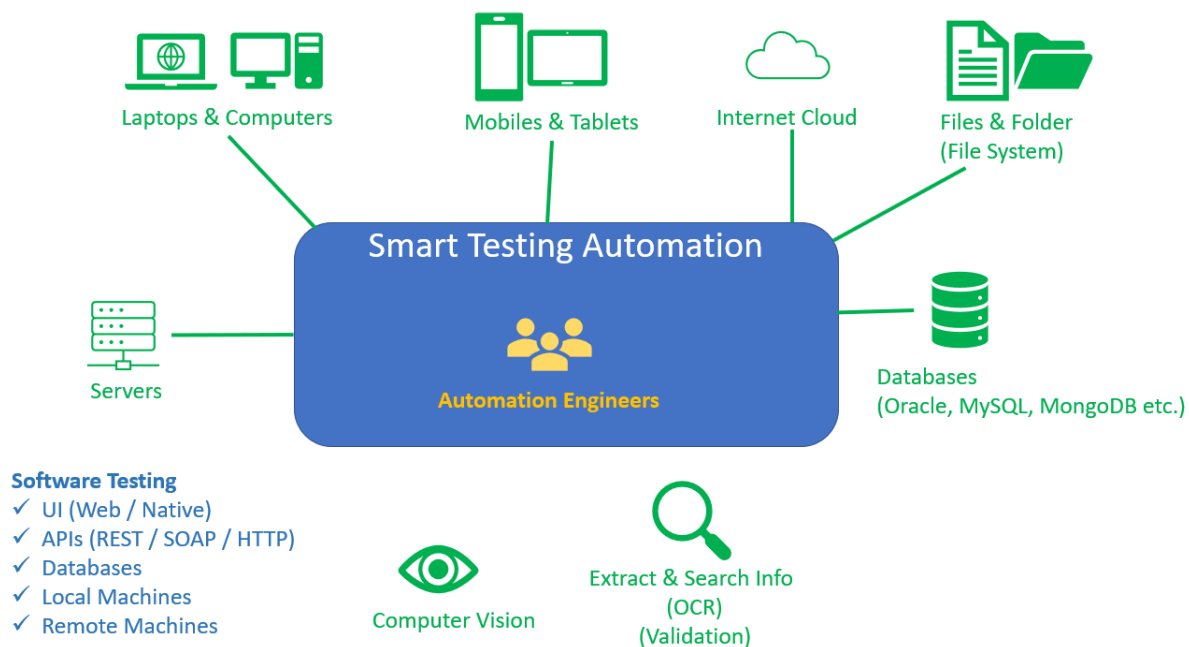 Laptops & Computers
Mobiles & Tablets
Internet Cloud
Files & Folder
(File System)
Smart Testing Automation
Automation Engineers
Servers
Databases
(Oracle, MySQL, MongoDB etc.)
Software Testing
✓ UI (Web / Native)
✓ APIs (REST / SOAP / HTTP)
✓ Databases
✓ Local Machines
✓ Remote Machines
Computer Vision
Extract & Search Info
(OCR)
(Validation)